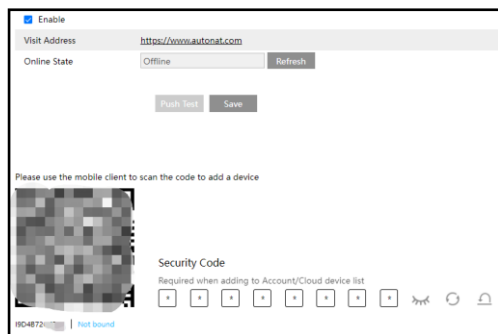 Enable
Visit Address https://www.autonat.com
Online State Offline Refresh
Push Test Save
Please use the mobile client to scan the code to add a device
Security Code
Required when adding to Account/Cloud device list
* * * * * * * *
I9D4872 | Not bound